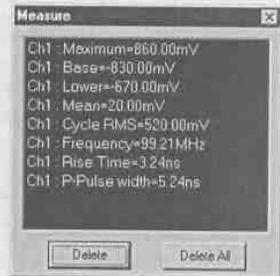 Measure
Ch1 : Maximum=860.00mV
Ch1 : Base=-830.00mV
Ch1 : Lower=-670.00mV
Ch1 : Mean=20.00mV
Ch1 : Cycle RMS=520.00mV
Ch1 : Frequency=99.21MHz
Ch1 : Rise Time=3.24ns
Ch1 : P-Pulse width=5.24ns
Delete
Delete All